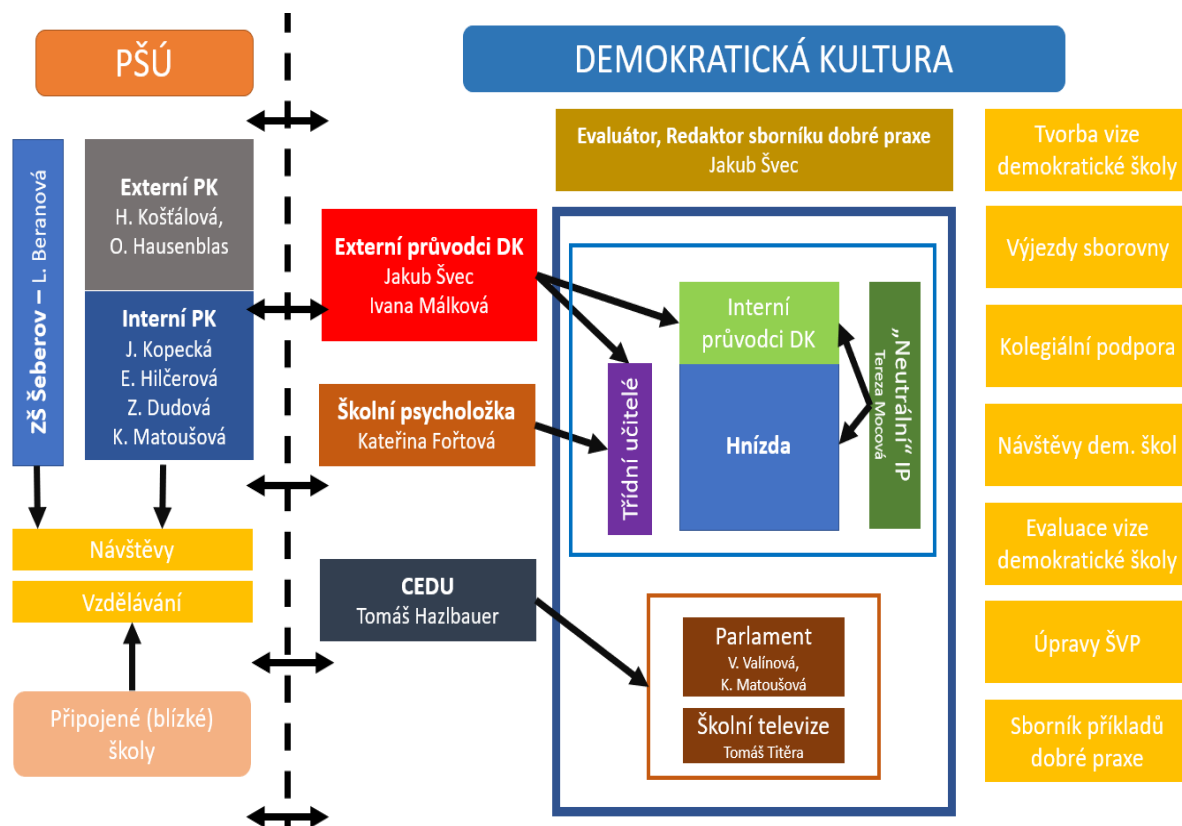 PŠÚ
DEMOKRATICKÁ KULTURA
ZŠ Šeberov – L. Beranová
Externí PK
H. Košťálová,
O. Hausenblas
Interní PK
J. Kopecká
E. Hilčerová
Z. Dudová
K. Matoušová
Návštěvy
Vzdělávání
Připojené (blízké)
školy
Evaluátor, Redaktor sborníku dobré praxe
Jakub Švec
Externí průvodci DK
Jakub Švec
Ivana Málková
Školní psycholožka
Kateřina Fořtová
CEDU
Tomáš Hazlbauer
Třídní učitelé
Interní
průvodci DK
Hnízda
„Neutrální“ IP
Tereza Mocová
Parlament
V. Valínová,
K. Matoušová
Školní televize
Tomáš Titěra
Tvorba vize
demokratické školy
Výjezdy sborovny
Kolegiální podpora
Návštěvy dem. škol
Evaluace vize
demokratické školy
Úpravy ŠVP
Sborník příkladů
dobré praxe